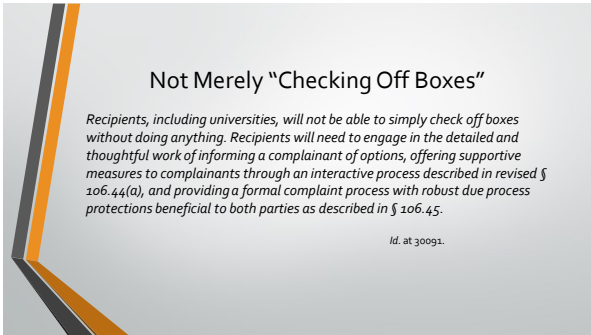 Not Merely “Checking Off Boxes”
Recipients, including universities, will not be able to simply check off boxes
without doing anything. Recipients will need to engage in the detailed and
thoughtful work of informing a complainant of options, offering supportive
measures to complainants through an interactive process described in revised §
106.44(a), and providing a formal complaint process with robust due process
protections beneficial to both parties as described in § 106.45.
Id. at 30091.